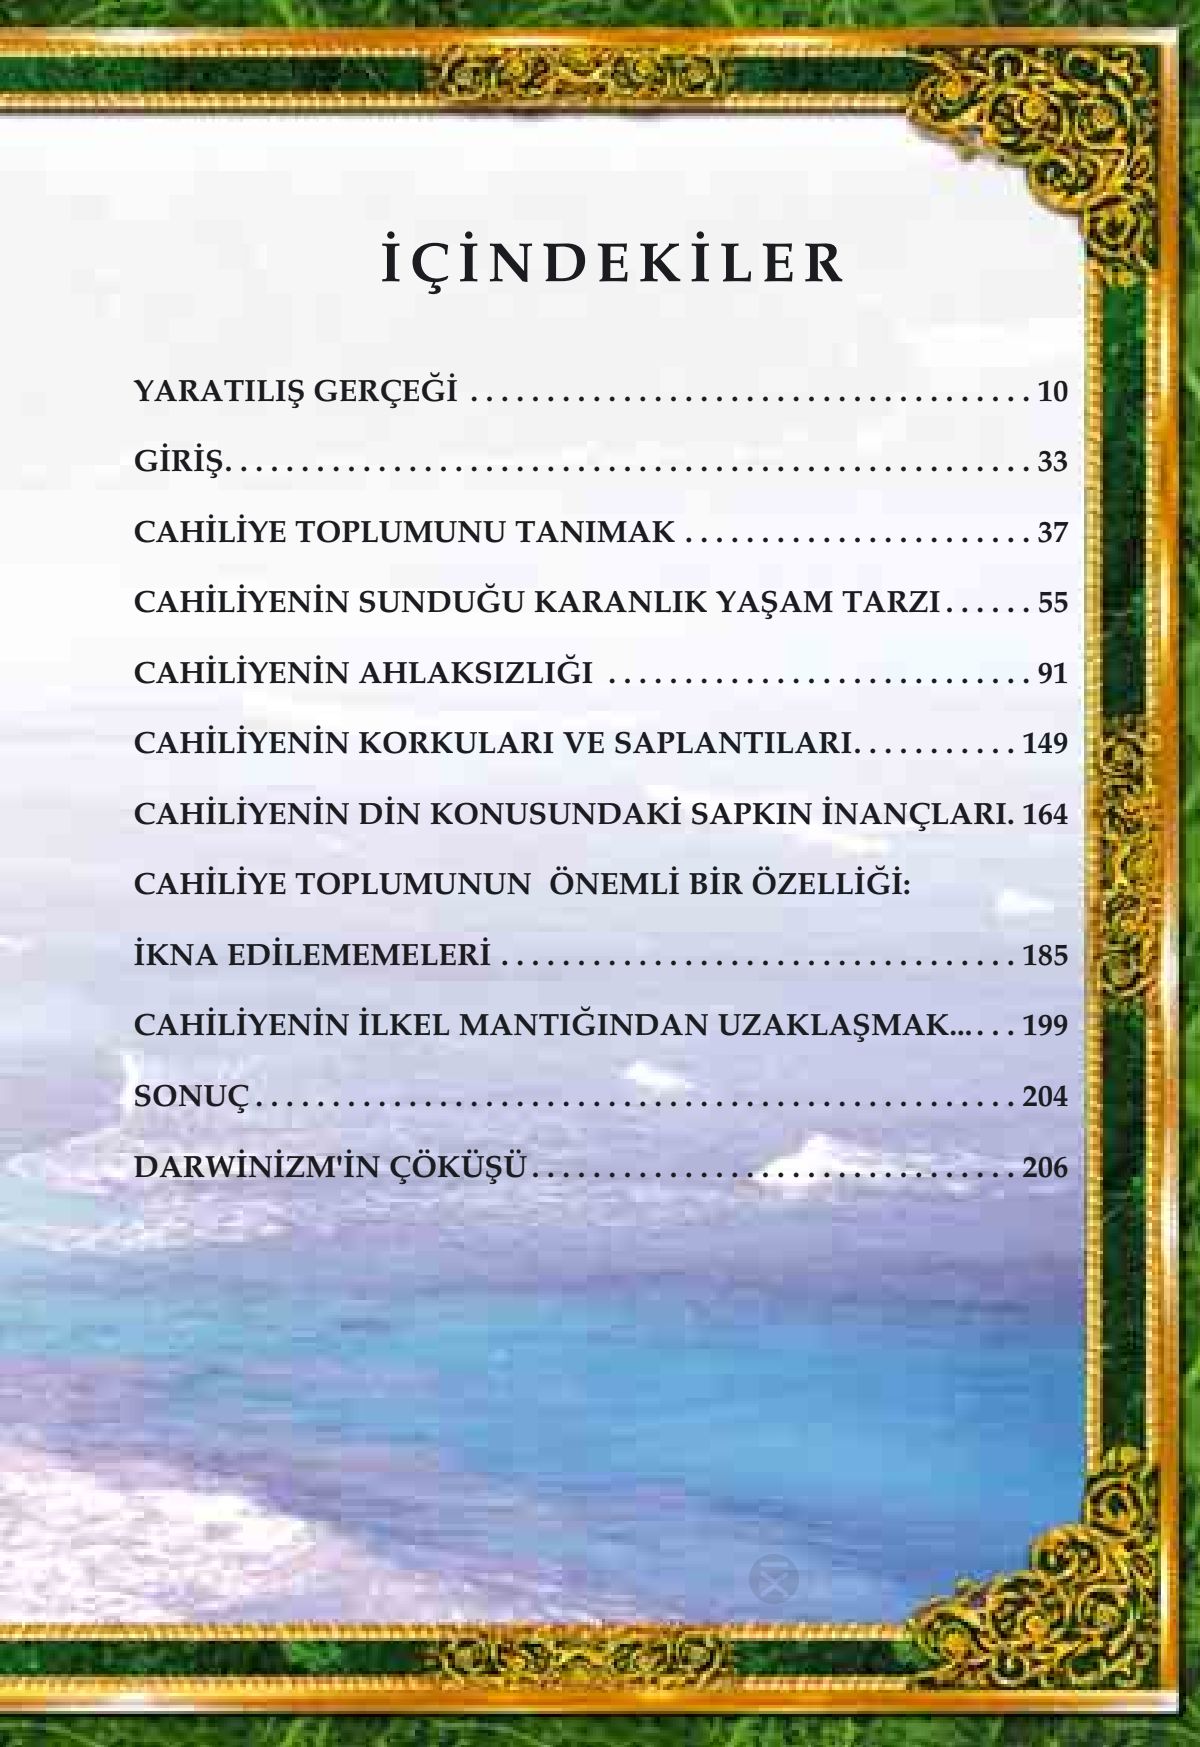 İÇİNDEKİLER
YARATILIŞ GERÇEĞİ . . . . . . . . . . . . . . . . . . . . . . . . . . . . . . . . . . . . . 10
GİRİŞ. . . . . . . . . . . . . . . . . . . . . . . . . . . . . . . . . . . . . . . . . . . . . . . . . . . . . 33
CAHİLİYE TOPLUMUNU TANIMAK . . . . . . . . . . . . . . . . . . . . . . . 37
CAHİLİYENİN SUNDUĞU KARANLIK YAŞAM TARZI . . . . . . 55
CAHİLİYENİN AHLAKSIZLIĞI . . . . . . . . . . . . . . . . . . . . . . . . . . . . 91
CAHİLİYENİN KORKULARI VE SAPLANTILARI. . . . . . . . . . . 149
CAHİLİYENİN DİN KONUSUNDAKİ SAPKIN İNANÇLARI. 164
CAHİLİYE TOPLUMUNUN ÖNEMLİ BİR ÖZELLİĞİ:
İKNA EDİLEMEMELERİ . . . . . . . . . . . . . . . . . . . . . . . . . . . . . . . . . . 185
CAHİLİYENİN İLKEL MANTIĞINDAN UZAKLAŞMAK... . . . 199
SONUÇ . . . . . . . . . . . . . . . . . . . . . . . . . . . . . . . . . . . . . . . . . . . . . . . . . . 204
DARWİNİZM'İN ÇÖKÜŞÜ . . . . . . . . . . . . . . . . . . . . . . . . . . . . . . . . 206